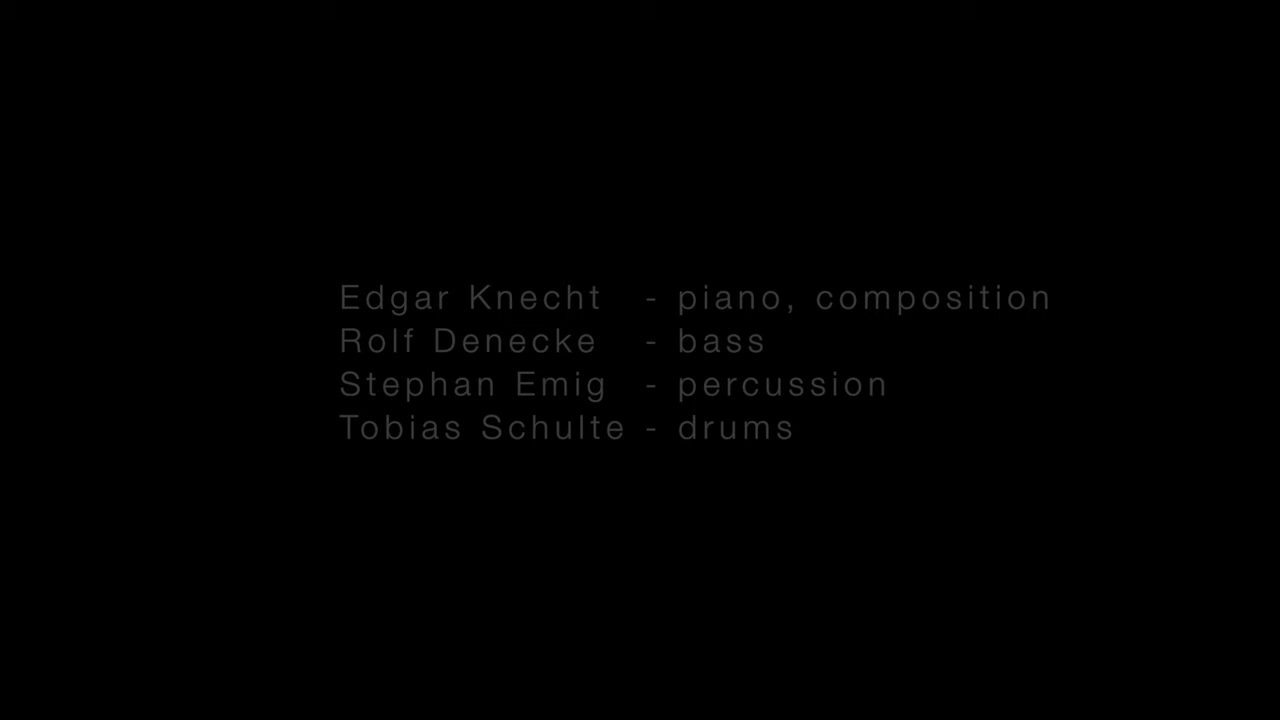 Edgar Knecht - piano, composition
Rolf Denecke - bass
Stephan Emig - percussion
Tobias Schulte - drums